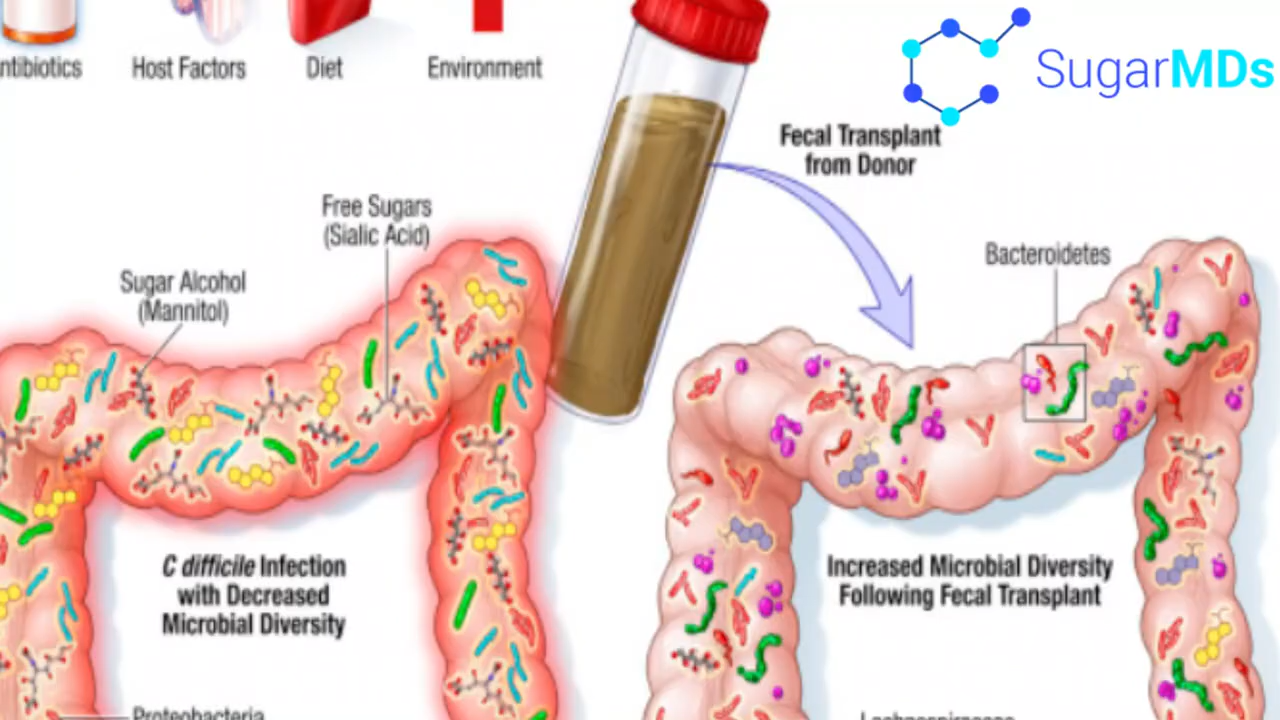 ntibiotics
Host Factors
Diet
Environment
SugarMDs
Fecal Transplant
from Donor
Free Sugars
(Sialic Acid)
Sugar Alcohol
(Mannitol)
Bacteroidetes
C difficile Infection
with Decreased
Microbial Diversity
Increased Microbial Diversity
Following Fecal Transplant
Proteobacteria